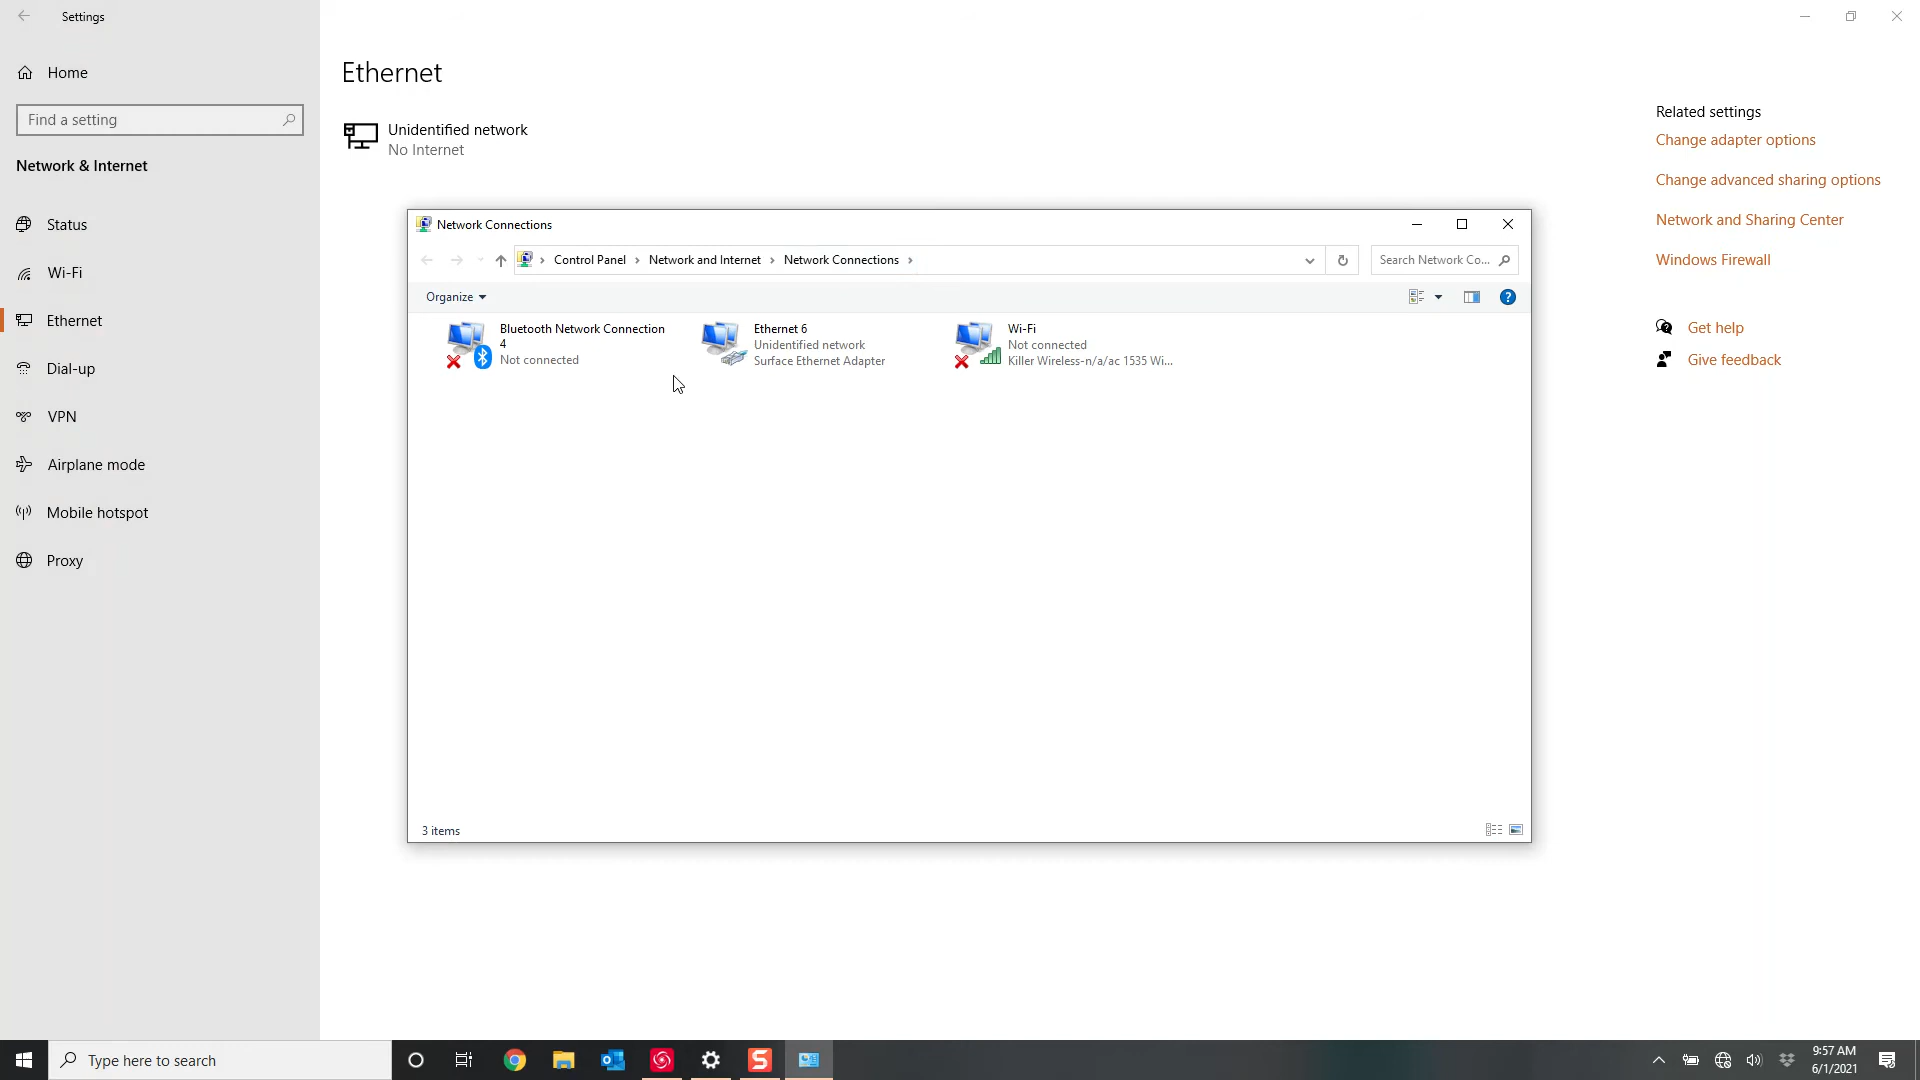 Settings
Home
Find a setting
Network & Internet
Status
Wi-Fi
Ethernet
Dial-up
VPN
Airplane mode
Mobile hotspot
Proxy
Ethernet
Unidentified network
No Internet
Network Connections
Control Panel
Network and Internet
Network Connections
Search Network Co...
Organize
Bluetooth Network Connection
4
Not connected
Ethernet 6
Unidentified network
Surface Ethernet Adapter
Wi-Fi
Not connected
Killer Wireless-n/a/ac 1535 Wi...
3 items
Related settings
Change adapter options
Change advanced sharing options
Network and Sharing Center
Windows Firewall
Get help
Give feedback
Type here to search
9:57 AM
6/1/2021